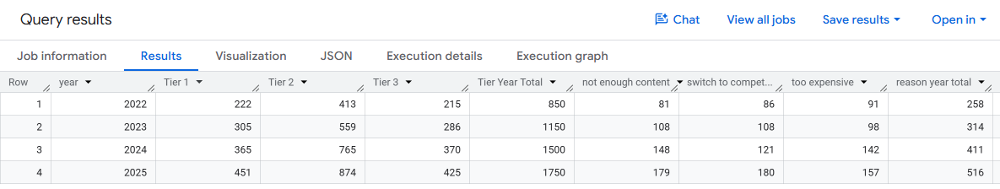 Query results Chat View all jobs Save results Open in
Job information Results Visualization JSON Execution details Execution graph
Row year Tier 1 Tier 2 Tier 3 Tier Year Total not enough content switch to compet... too expensive reason year total
1 2022 222 413 215 850 81 86 91 258
2 2023 305 559 286 1150 108 108 98 314
3 2024 365 765 370 1500 148 121 142 411
4 2025 451 874 425 1750 179 180 157 516